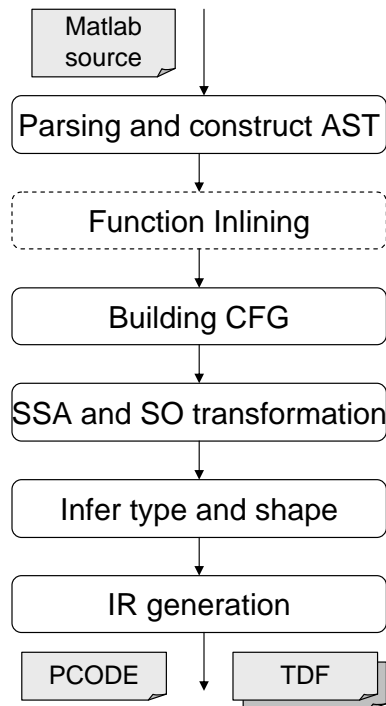 Matlab
source
Parsing and construct AST
Function Inlining
Building CFG
SSA and SO transformation
Infer type and shape
IR generation
PCODE
TDF